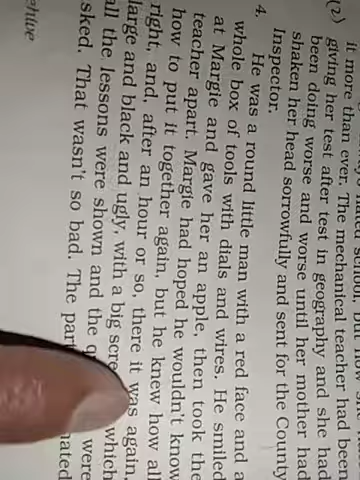 it more than ever. The mechanical teacher had been
(2)
giving her test after test in geography and she had
been doing worse and worse until her mother had
shaken her head sorrowfully and sent for the County
Inspector.
4. He was a round little man with a red face and a
whole box of tools with dials and wires. He smiled
at Margie and gave her an apple, then took the
teacher apart. Margie had hoped he wouldn't know
how to put it together again, but he knew how all
right, and, after an hour or so, there it was again,
large and black and ugly, with a big which
all the lessons were shown and the were
sked. That wasn't so bad. The